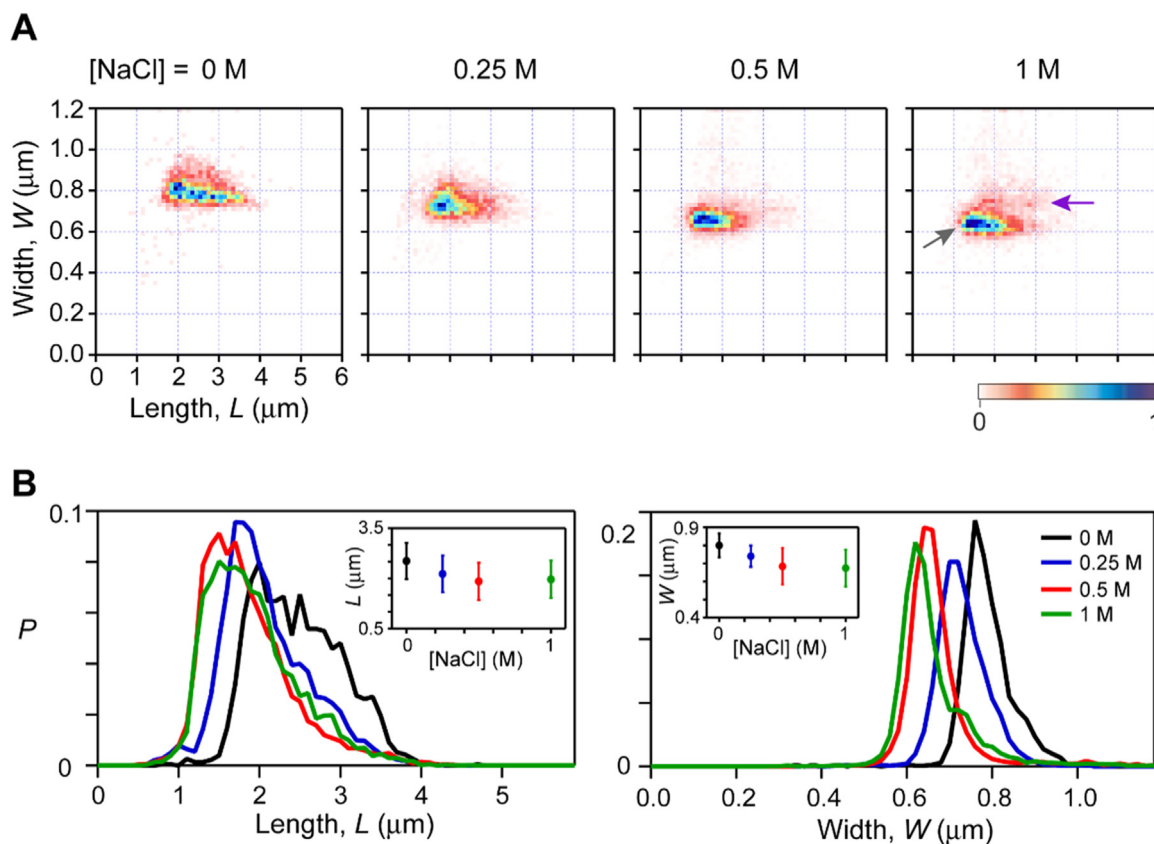 A
[NaCl] = 0 M 0.25 M 0.5 M 1 M
1.2
1.0
0.8
0.6
0.4
0.2
0.0
Width, W (μm)
0 1 2 3 4 5 6
Length, L (μm)
0 1
B
0.1
P
0
0 1 2 3 4 5
Length, L (μm)
3.5
L (μm)
0.5
0 1
[NaCl] (M)
0.2
0
0.0 0.2 0.4 0.6 0.8 1.0
Width, W (μm)
0.9
W (μm)
0.4
0 1
[NaCl] (M)
0 M
0.25 M
0.5 M
1 M